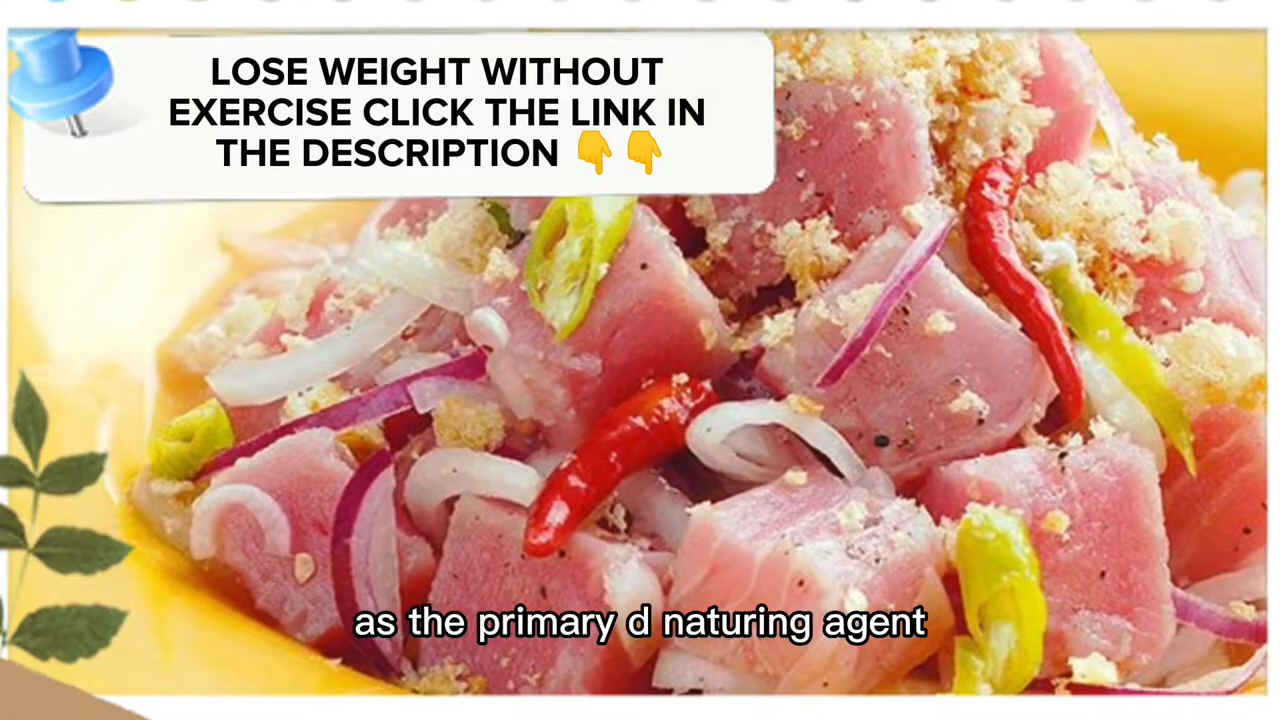 LOSE WEIGHT WITHOUT
EXERCISE CLICK THE LINK IN
THE DESCRIPTION 👇👇
as the primary d naturing agent